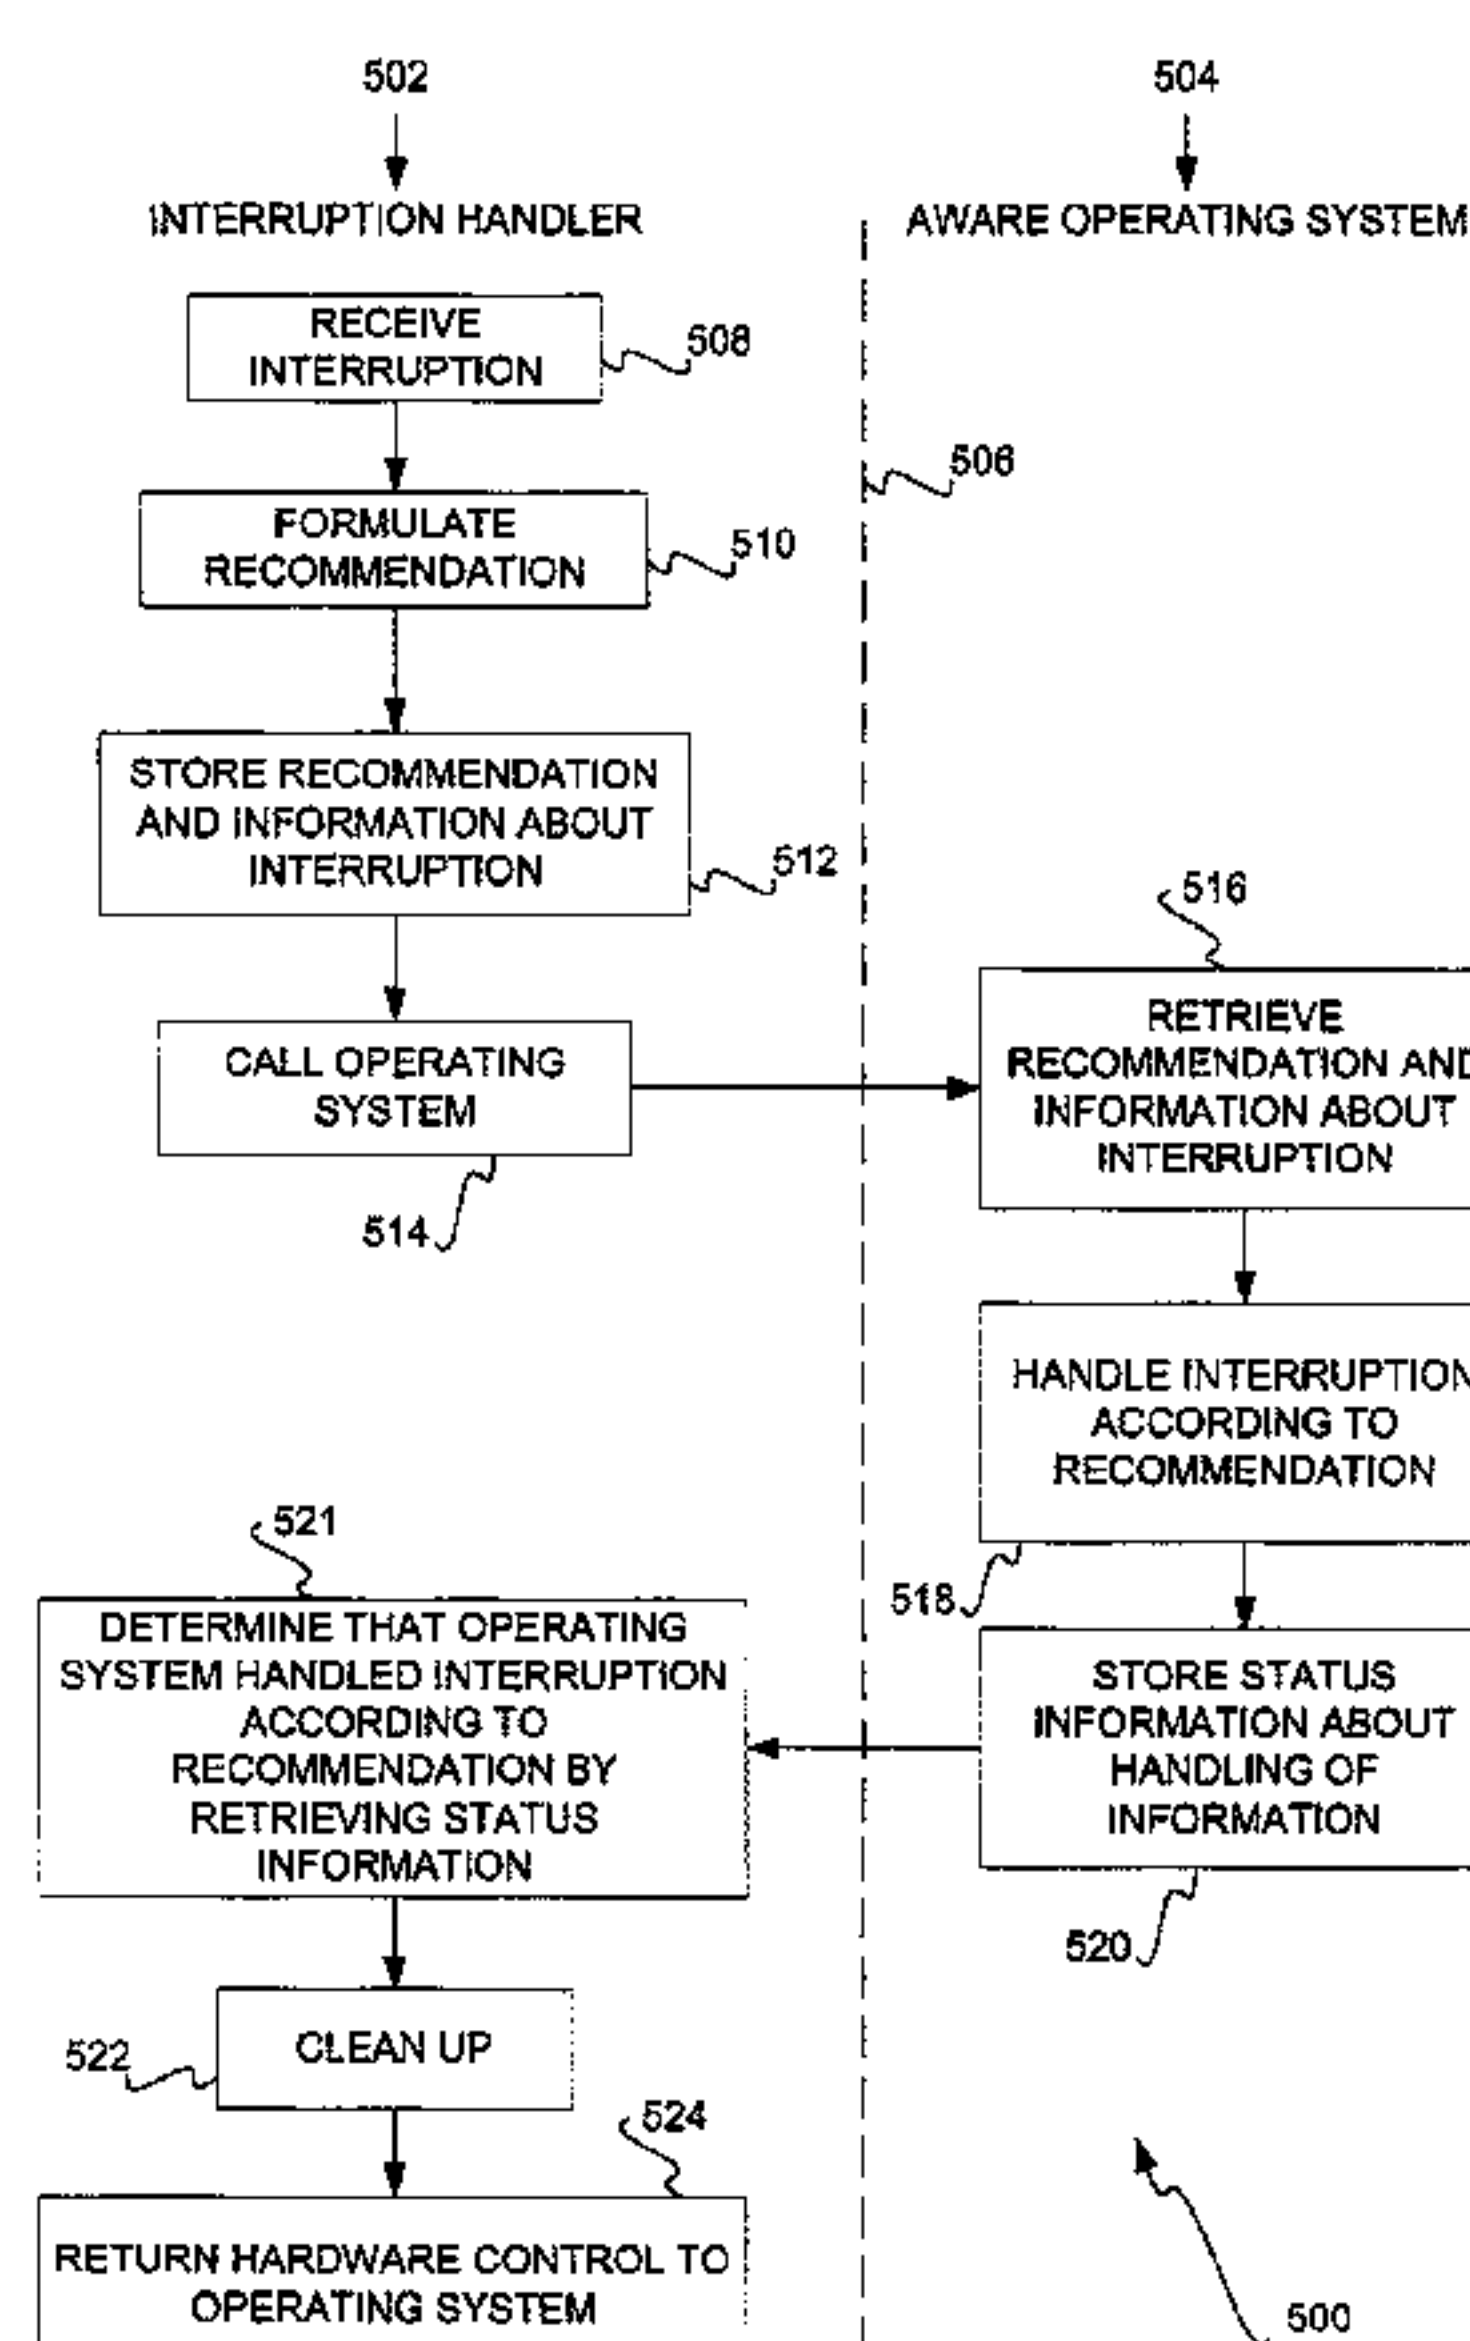 502
504
INTERRUPTION HANDLER
AWARE OPERATING SYSTEM
RECEIVE
INTERRUPTION
508
506
FORMULATE
RECOMMENDATION
510
STORE RECOMMENDATION
AND INFORMATION ABOUT
INTERRUPTION
512
CALL OPERATING
SYSTEM
514
516
RETRIEVE
RECOMMENDATION AND
INFORMATION ABOUT
INTERRUPTION
HANDLE INTERRUPTION
ACCORDING TO
RECOMMENDATION
518
STORE STATUS
INFORMATION ABOUT
HANDLING OF
INFORMATION
520
521
DETERMINE THAT OPERATING
SYSTEM HANDLED INTERRUPTION
ACCORDING TO
RECOMMENDATION BY
RETRIEVING STATUS
INFORMATION
CLEAN UP
522
524
RETURN HARDWARE CONTROL TO
OPERATING SYSTEM
500